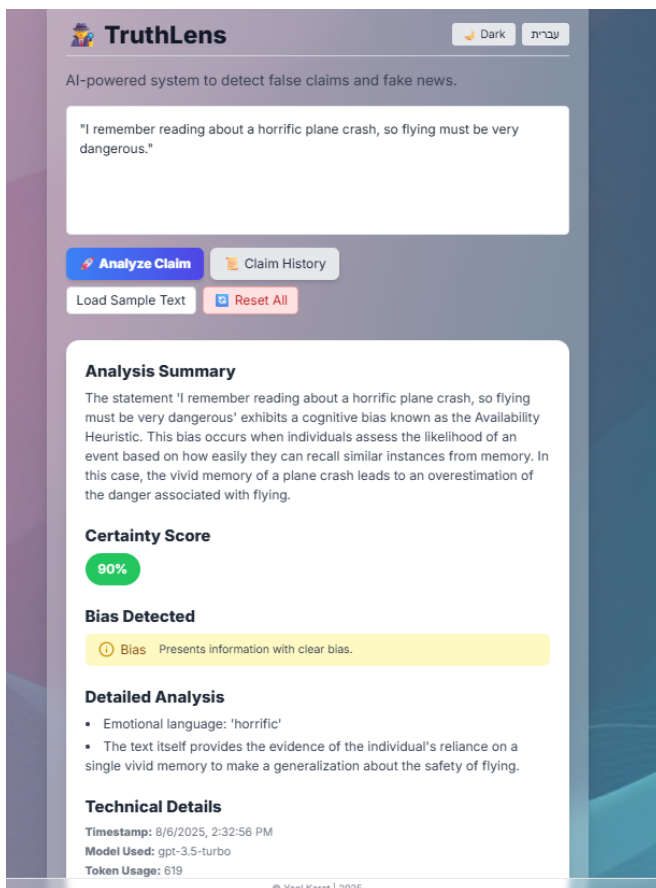 TruthLens
Dark
עברית
AI-powered system to detect false claims and fake news.
"I remember reading about a horrific plane crash, so flying must be very
dangerous."
Analyze Claim
Claim History
Load Sample Text
Reset All
Analysis Summary
The statement 'I remember reading about a horrific plane crash, so flying
must be very dangerous' exhibits a cognitive bias known as the Availability
Heuristic. This bias occurs when individuals assess the likelihood of an
event based on how easily they can recall similar instances from memory. In
this case, the vivid memory of a plane crash leads to an overestimation of
the danger associated with flying.
Certainty Score
90%
Bias Detected
Bias Presents information with clear bias.
Detailed Analysis
• Emotional language: 'horrific'
• The text itself provides the evidence of the individual's reliance on a
single vivid memory to make a generalization about the safety of flying.
Technical Details
Timestamp: 8/6/2025, 2:32:56 PM
Model Used: gpt-3.5-turbo
Token Usage: 619